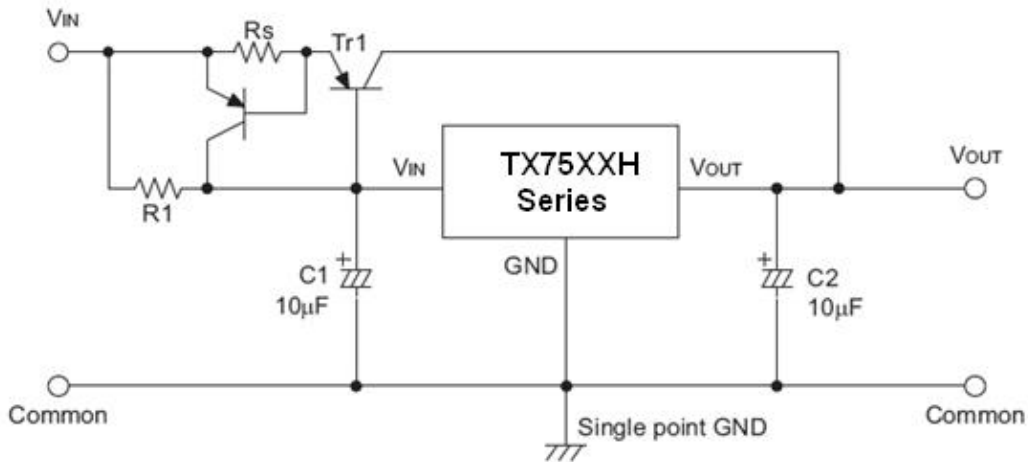 VIN
Rs
Tr1
R1
VIN
TX75XXH
Series
VOUT
VOUT
GND
C1
10μF
C2
10μF
Common
Single point GND
Common